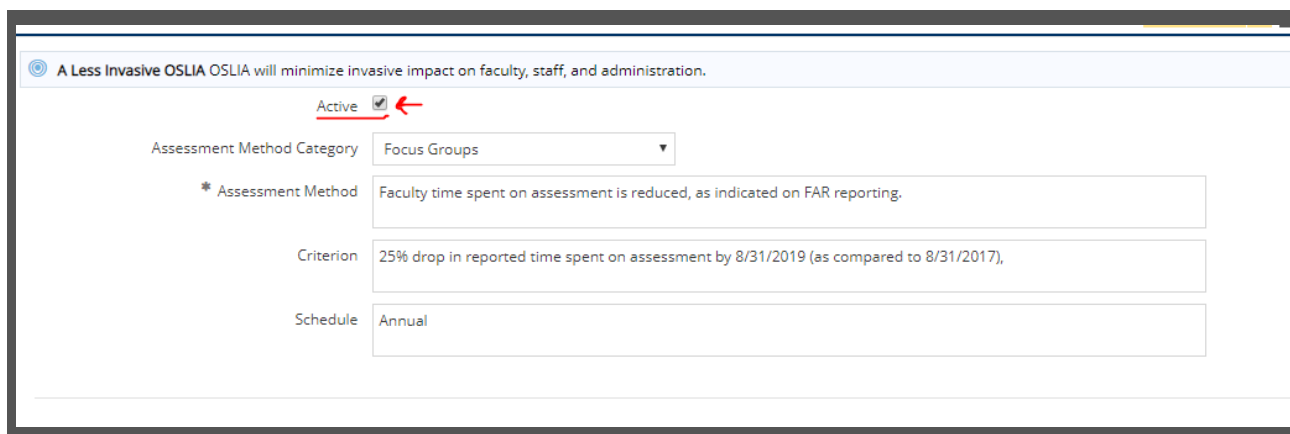 A Less Invasive OSLIA OSLIA will minimize invasive impact on faculty, staff, and administration.
Active
Assessment Method Category Focus Groups
* Assessment Method Faculty time spent on assessment is reduced, as indicated on FAR reporting.
Criterion 25% drop in reported time spent on assessment by 8/31/2019 (as compared to 8/31/2017),
Schedule Annual